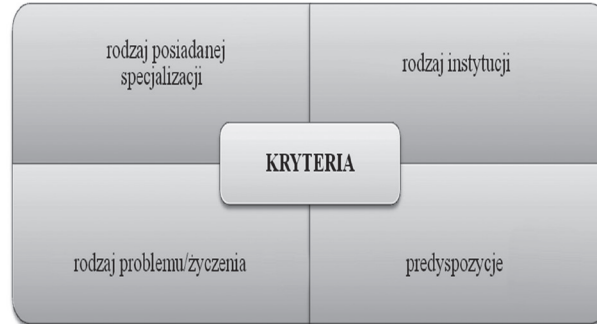 rodzaj posiadanej
specjalizacji
rodzaj instytucji
KRYTERIA
rodzaj problemu/życzenia
predyspozycje